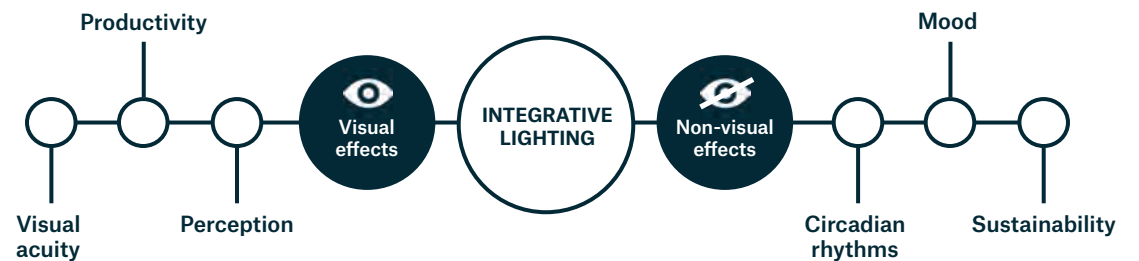 Productivity
Mood
Visual
effects
INTEGRATIVE
LIGHTING
Non-visual
effects
Visual
acuity
Perception
Circadian
rhythms
Sustainability